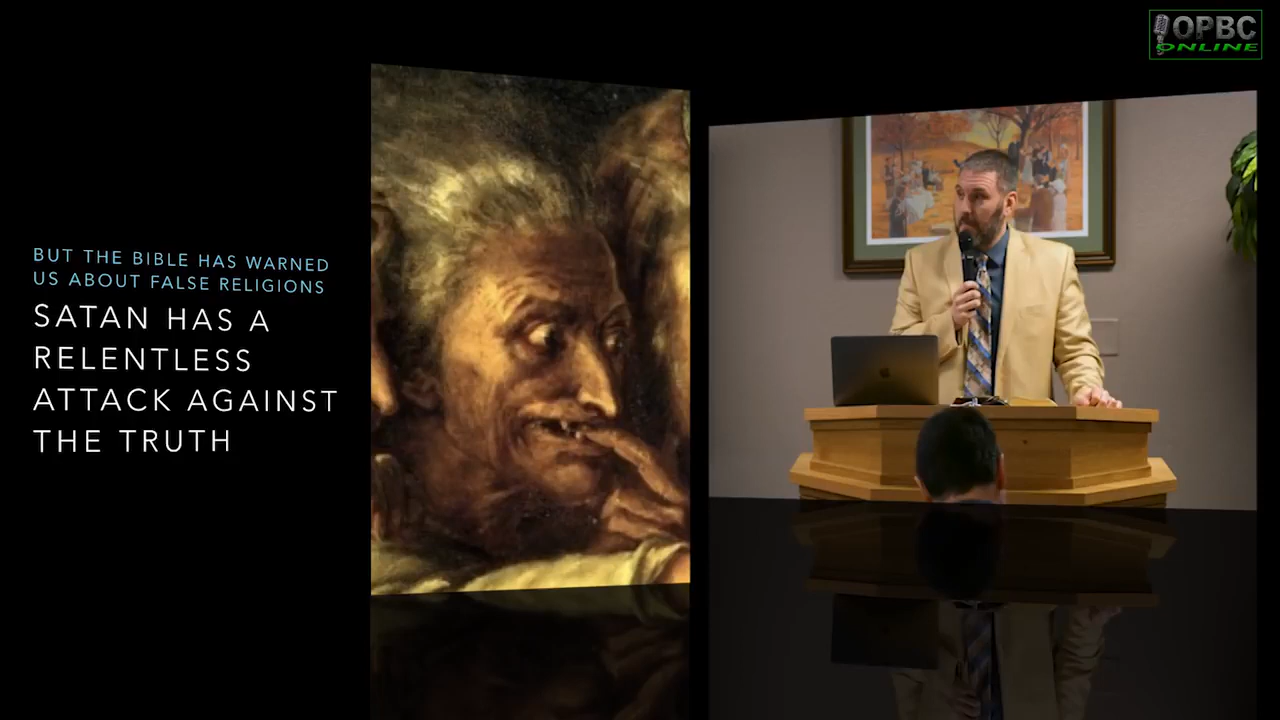 OPBC
ONLINE
BUT THE BIBLE HAS WARNED
US ABOUT FALSE RELIGIONS
SATAN HAS A
RELENTLESS
ATTACK AGAINST
THE TRUTH